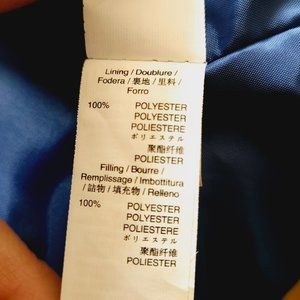 Lining / Doublure /
Fodera / 裏地 / 里料 /
Forro
100% POLYESTER
POLYESTER
POLIESTERE
ポリエステル
聚酯纤维
POLIESTER
Filling / Bourre /
Remplissage / Imbottitura
/ 詰物 / 填充物 / Relleno
100% POLYESTER
POLYESTER
POLIESTERE
ポリエステル
聚酯纤维
POLIESTER